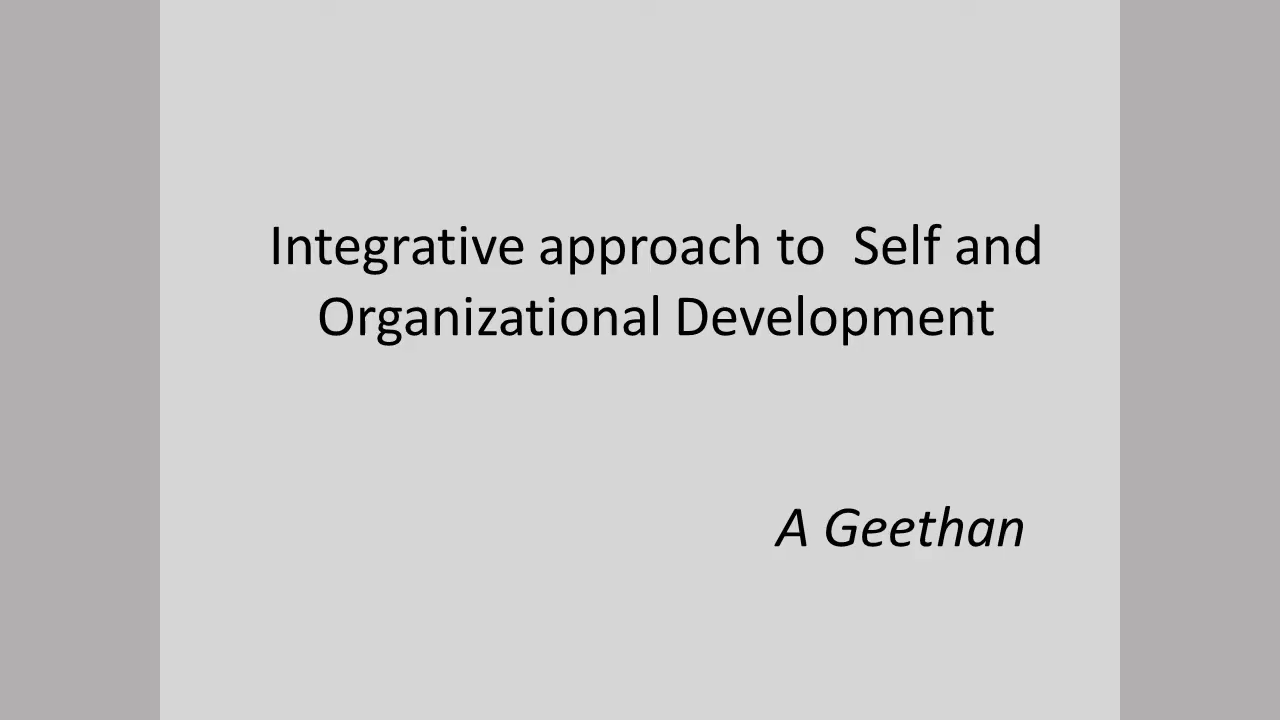 Integrative approach to  Self and
Organizational Development
A Geethan